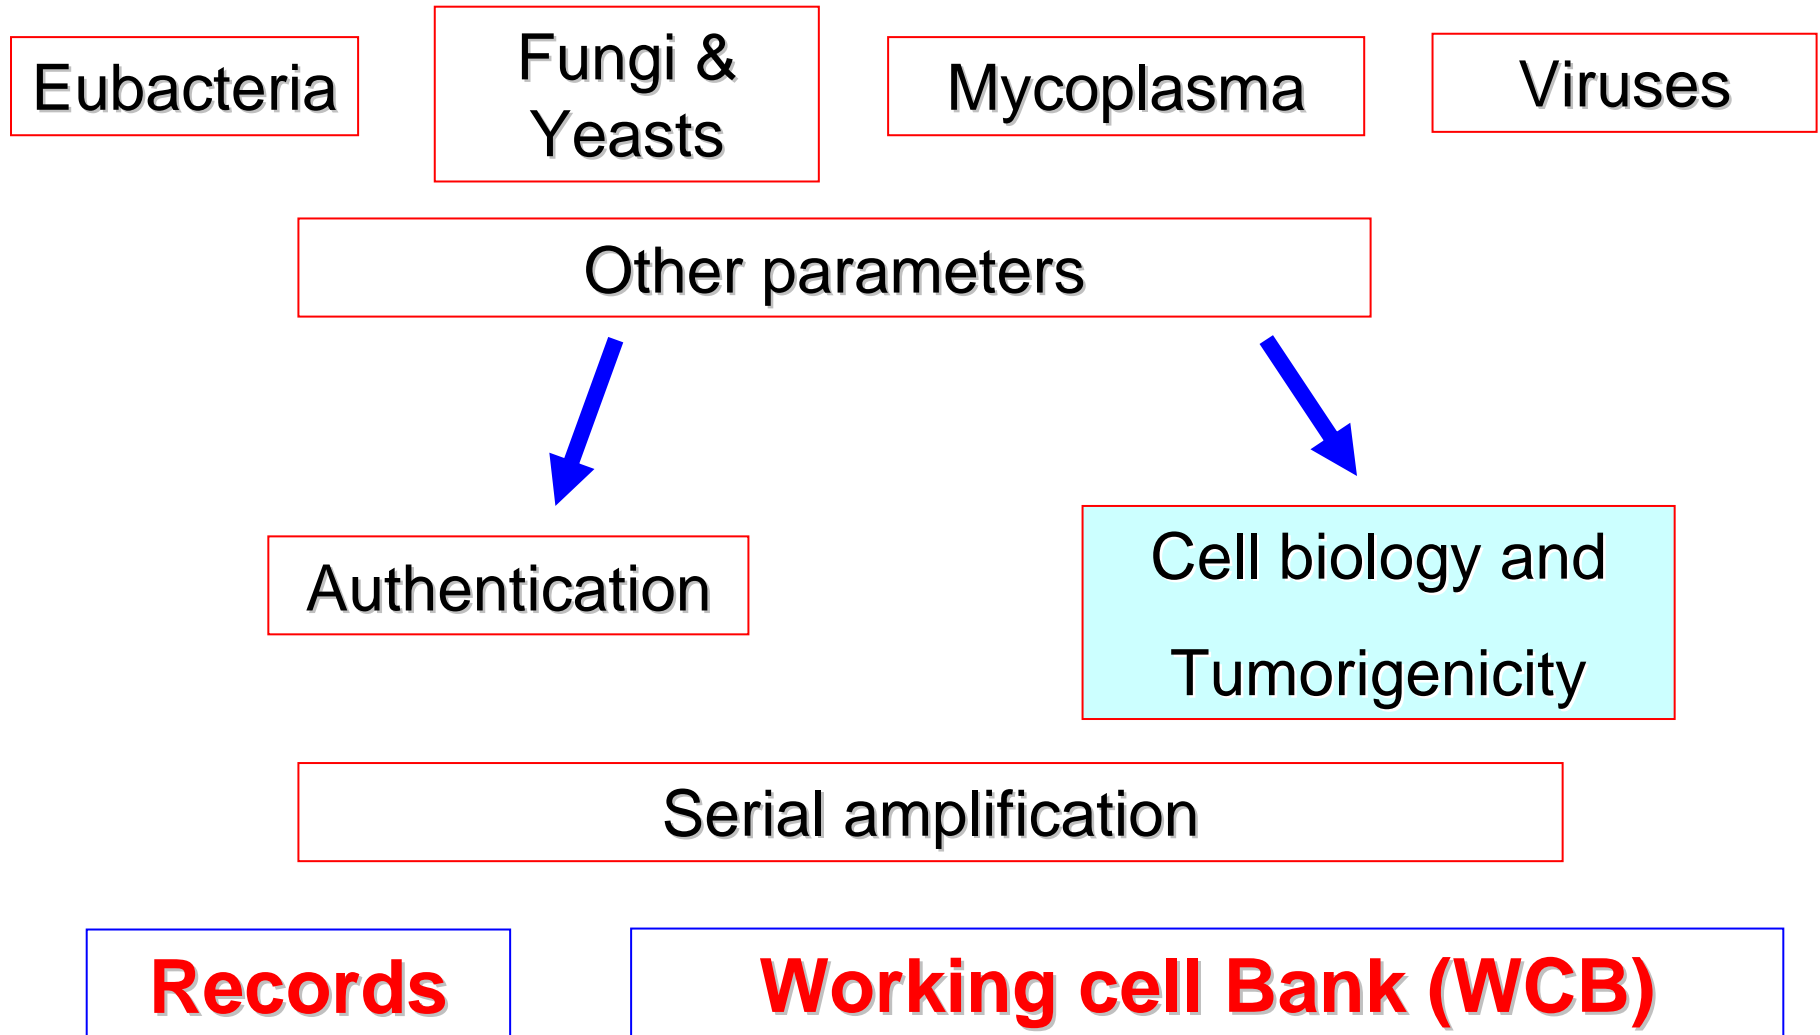 Eubacteria
Fungi &
Yeasts
Mycoplasma
Viruses
Other parameters
Authentication
Cell biology and
Tumorigenicity
Serial amplification
Records
Working cell Bank (WCB)